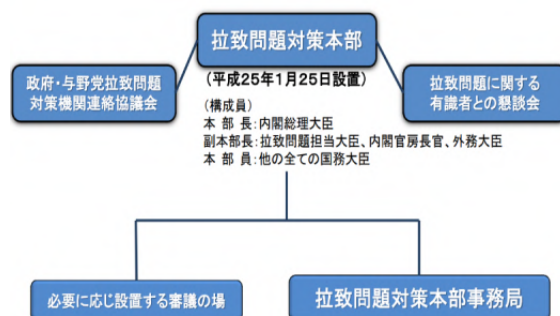 拉致問題対策本部
政府・与野党拉致問題
対策機関連絡協議会
(平成25年1月25日設置)
拉致問題に関する
有識者との懇談会
(構成員)
本 部 長:内閣総理大臣
副本部長:拉致問題担当大臣、内閣官房長官、外務大臣
本 部 員:他の全ての国務大臣
必要に応じ設置する審議の場
拉致問題対策本部事務局